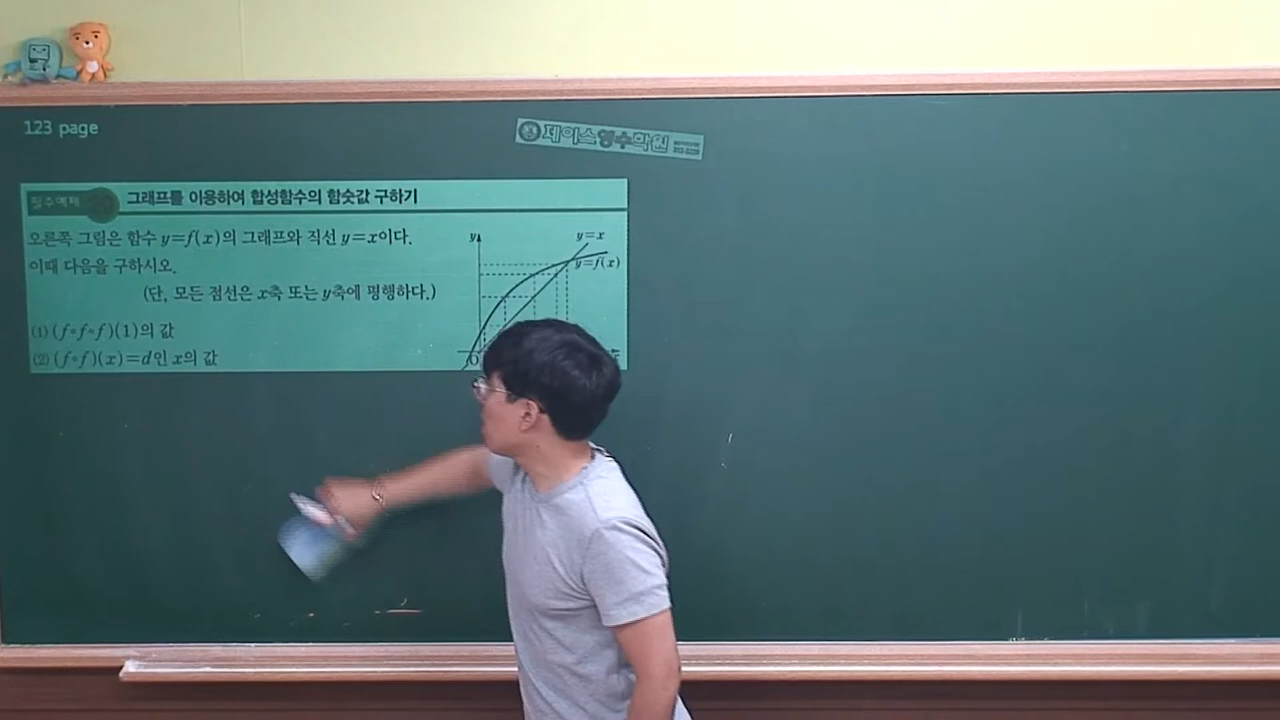 123 page
제이스영수학원
필수예제
그래프를 이용하여 합성함수의 함숫값 구하기
오른쪽 그림은 함수 y=f(x)의 그래프와 직선 y=x이다.
이때 다음을 구하시오.
(단, 모든 점선은 x축 또는 y축에 평행하다.)
(1) (f∘f∘f)(1)의 값
(2) (f∘f)(x)=d인 x의 값
y
y=x
y=f(x)
O